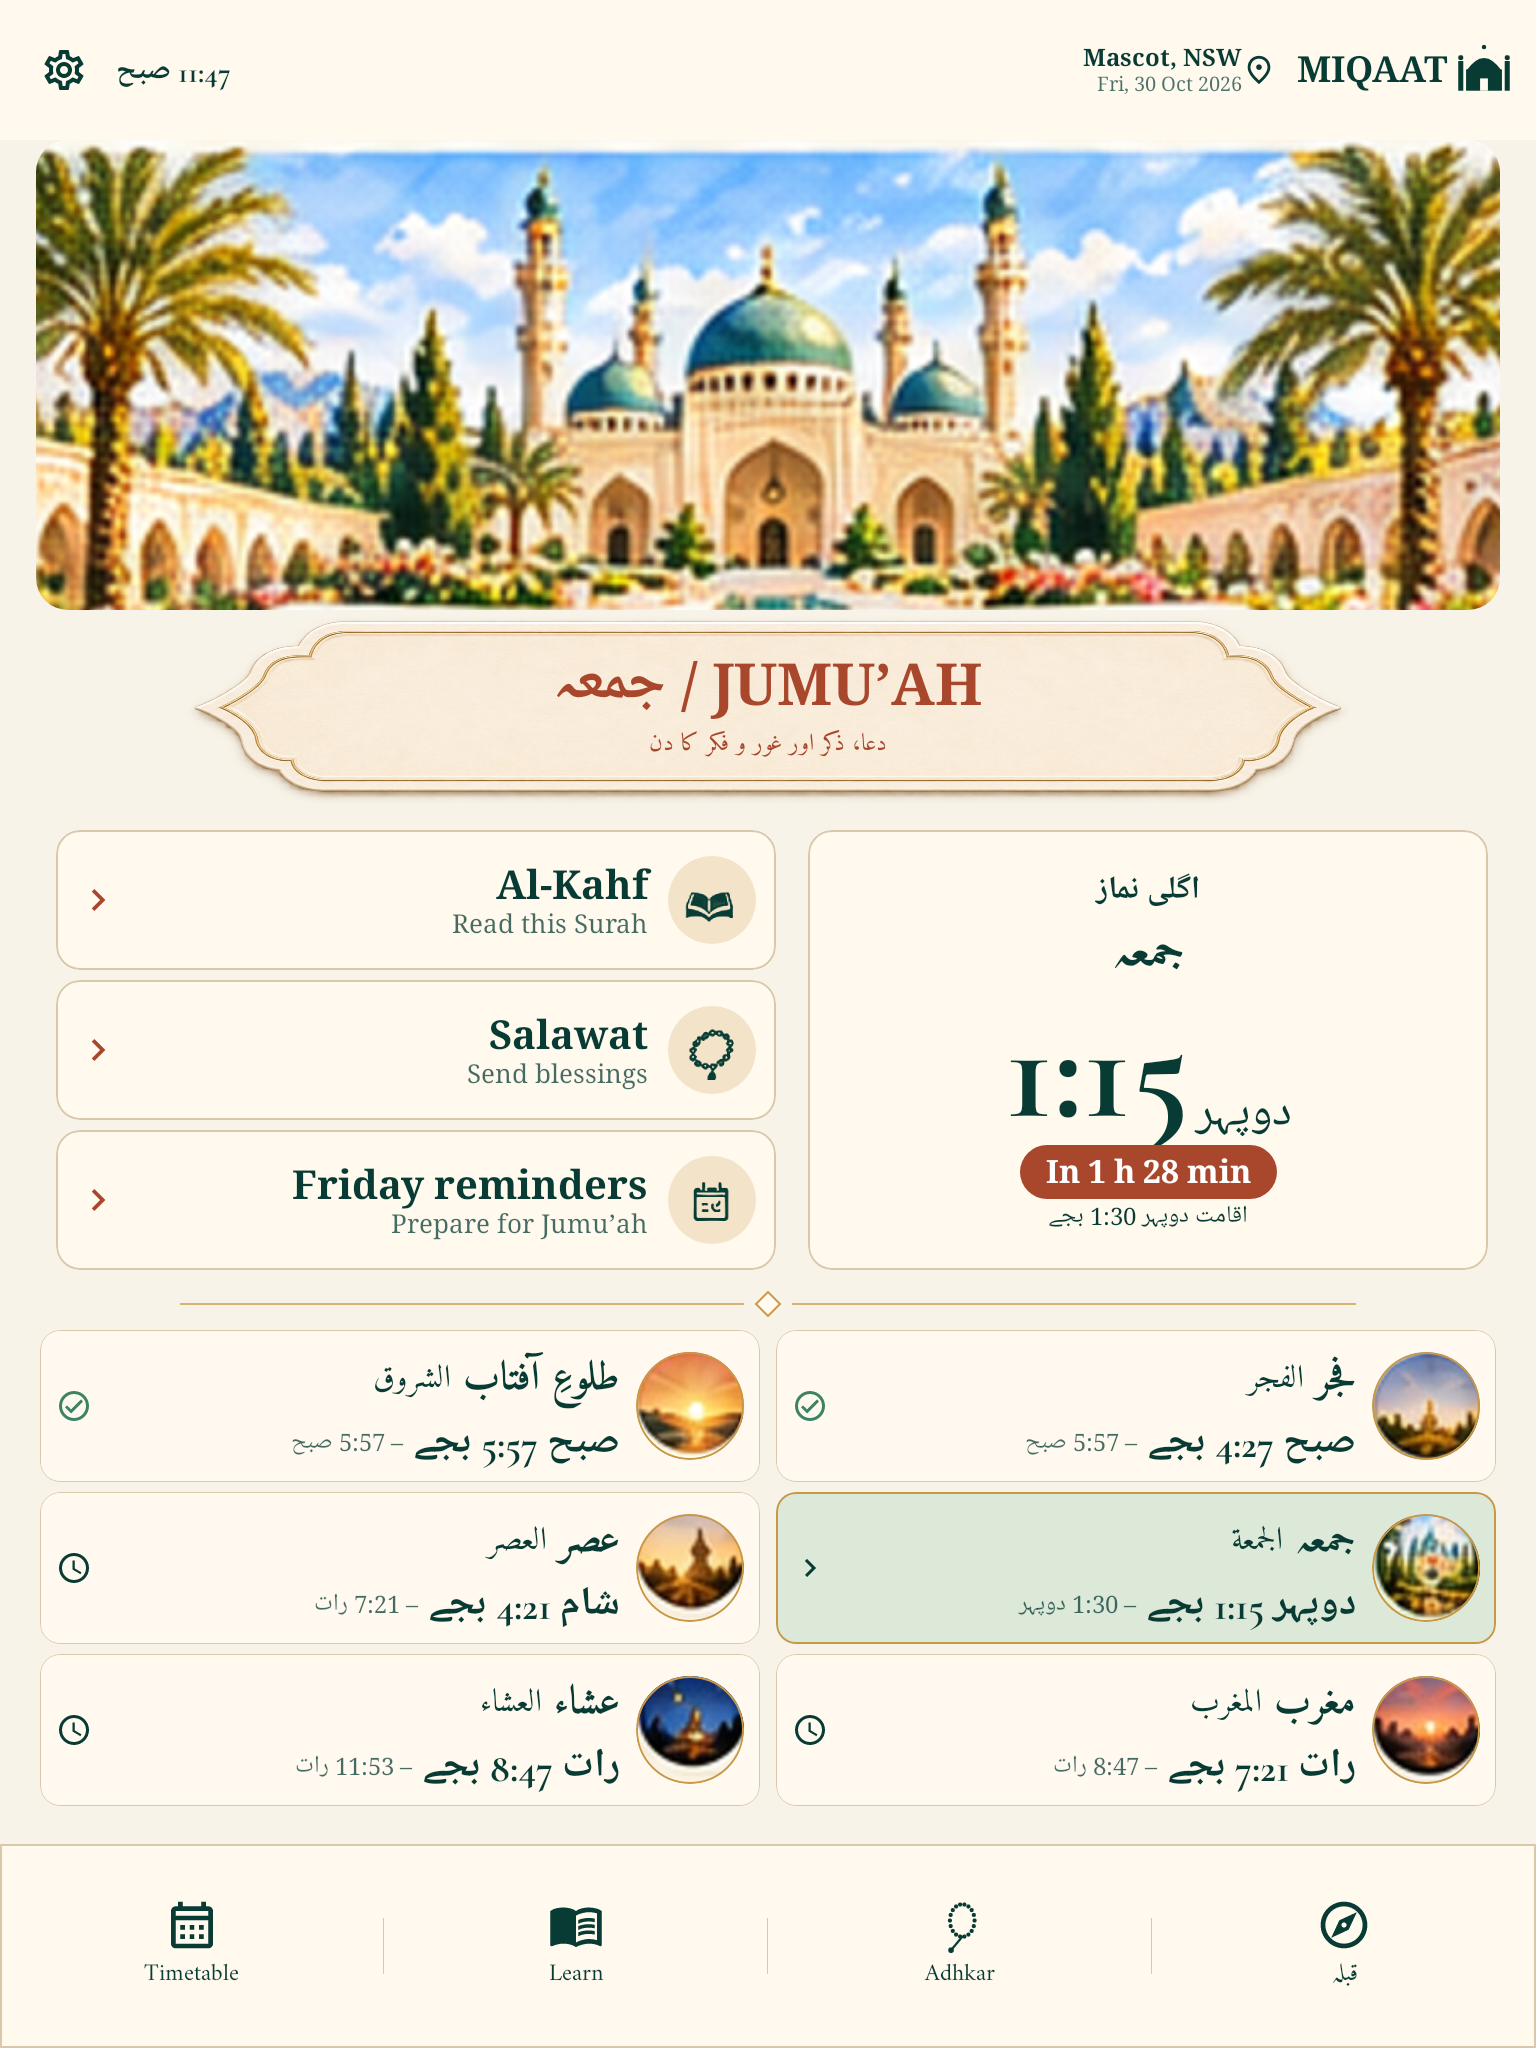 MIQAAT
Mascot, NSW
Fri, 30 Oct 2026
11:47 صبح
جمعہ / JUMU’AH
دعا، ذکر اور غور و فکر کا دن
اگلی نماز
جمعہ
1:15 دوپہر
In 1 h 28 min
اقامت دوپہر 1:30 بجے
Al-Kahf
Read this Surah
Salawat
Send blessings
Friday reminders
Prepare for Jumu’ah
فجر الفجر
صبح 4:27 بجے – 5:57 صبح
طلوعِ آفتاب الشروق
صبح 5:57 بجے – 5:57 صبح
جمعہ الجمعة
دوپہر 1:15 بجے – 1:30 دوپہر
عصر العصر
شام 4:21 بجے – 7:21 رات
مغرب المغرب
رات 7:21 بجے – 8:47 رات
عشاء العشاء
رات 8:47 بجے – 11:53 رات
قبلہ
Adhkar
Learn
Timetable